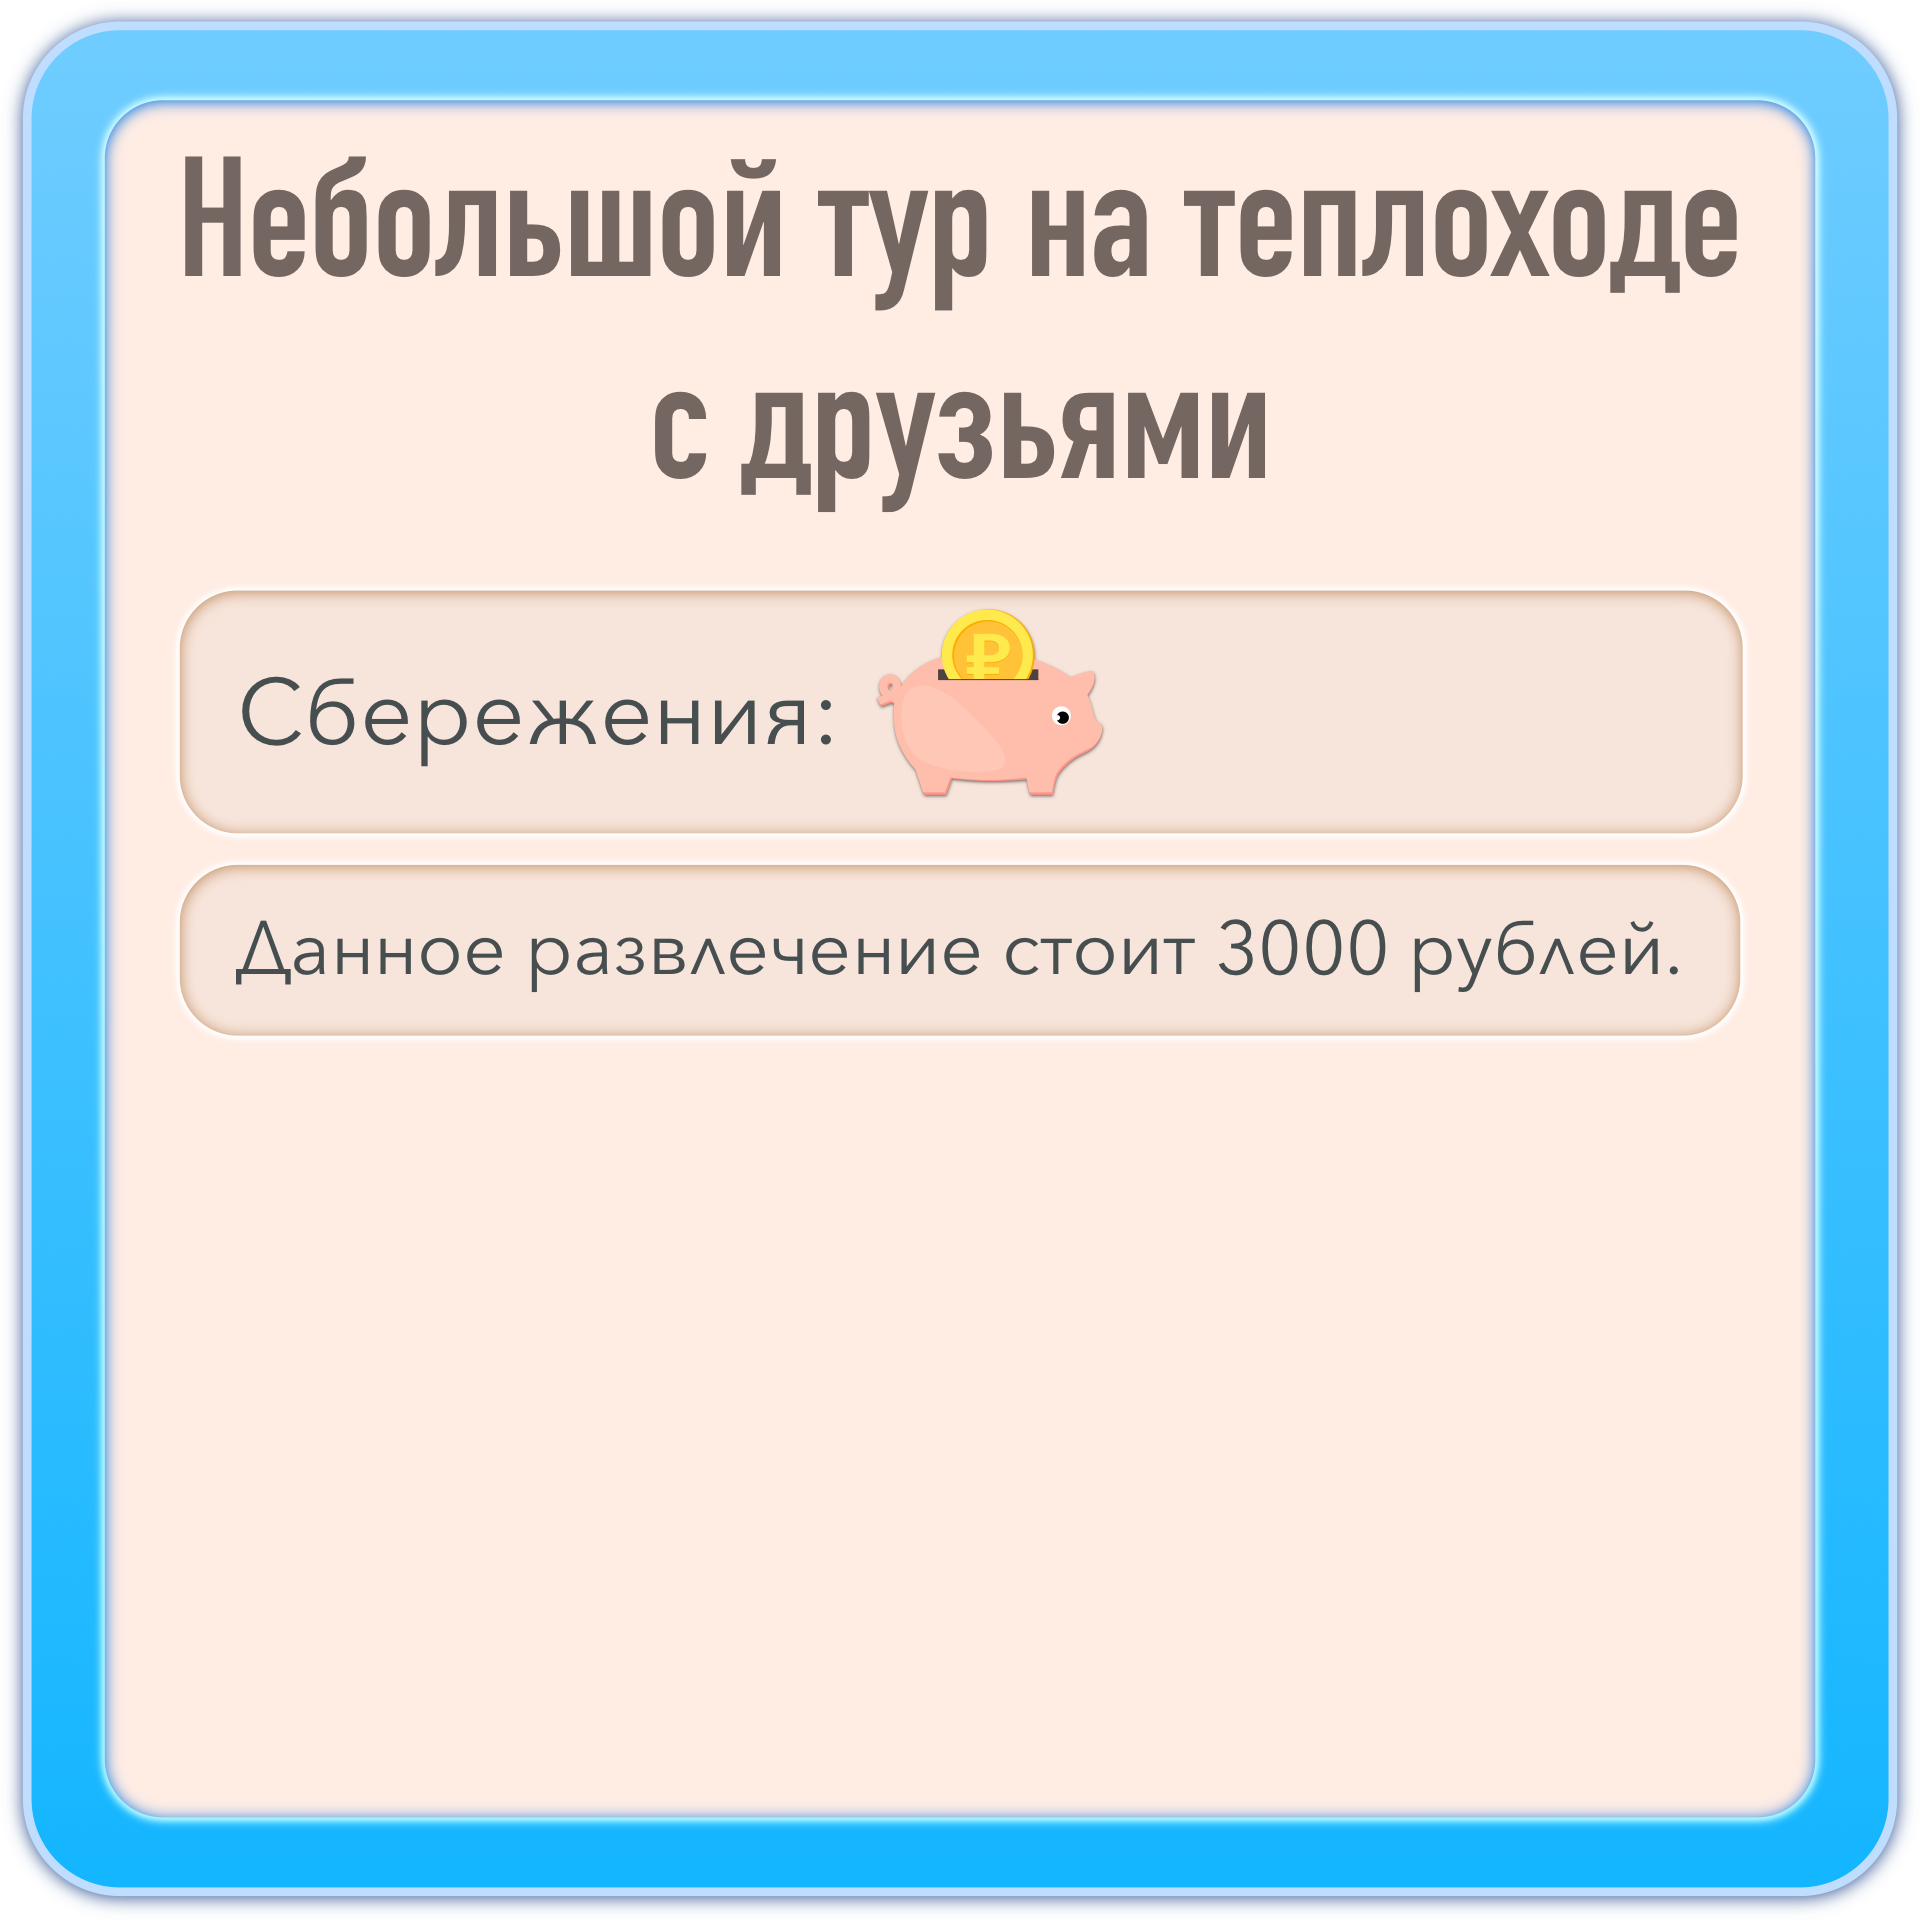 Небольшой тур на теплоходе
с друзьями
Сбережения:
₽
Данное развлечение стоит 3000 рублей.